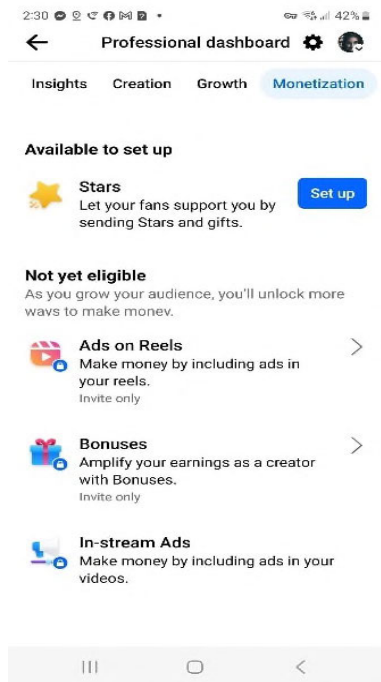 2:30
42%
Professional dashboard
Insights Creation Growth Monetization
Available to set up
Stars
Let your fans support you by
sending Stars and gifts.
Set up
Not yet eligible
As you grow your audience, you'll unlock more
ways to make money.
Ads on Reels
Make money by including ads in
your reels.
Invite only
Bonuses
Amplify your earnings as a creator
with Bonuses.
Invite only
In-stream Ads
Make money by including ads in your
videos.